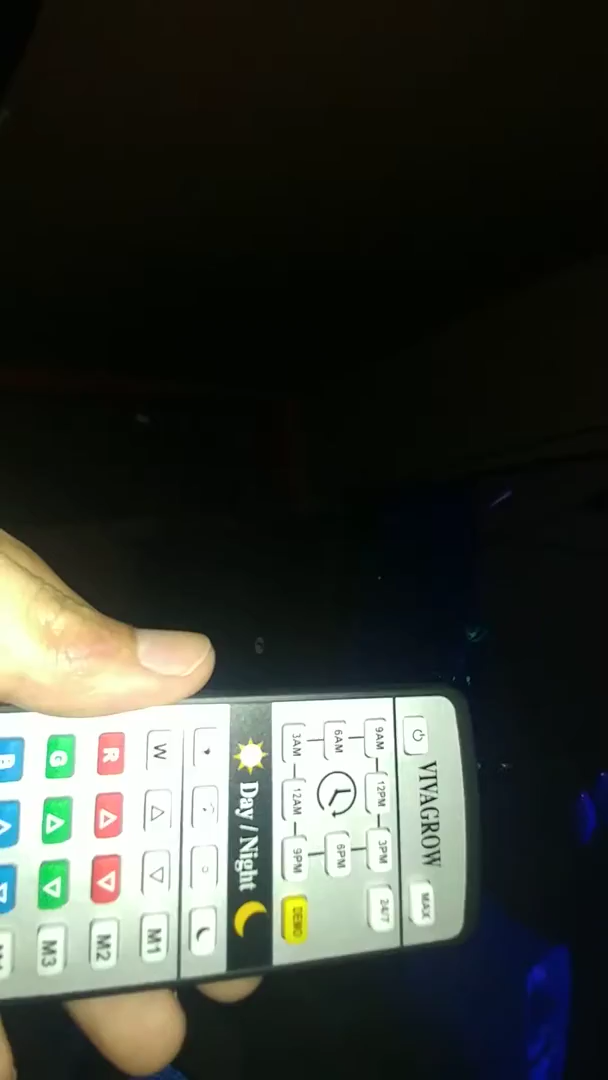 VIVAGROW MAX
9AM 12PM 3PM 24/7
6AM 6PM
3AM 12AM 9PM DEMO
Day / Night
W M1
R M2
G M3
B